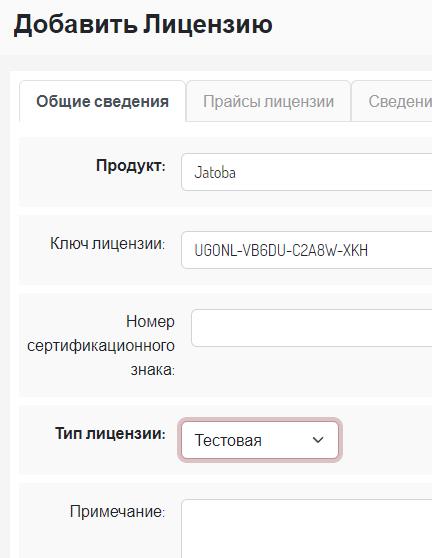 Добавить Лицензию
Общие сведения
Прайсы лицензии
Сведени
Продукт:
Jatoba
Ключ лицензии:
UGONL-VB6DU-C2A8W-XKH
Номер
сертификационного
знака:
Тип лицензии:
Тестовая
Примечание: